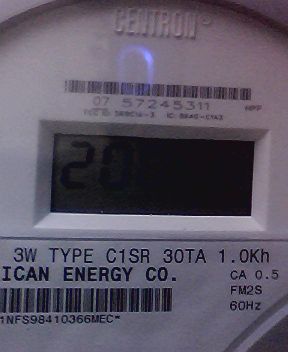 CENTRON
07 57245311 MPP
20
3W TYPE C1SR 30TA 1.0Kh
ICAN ENERGY CO. CA 0.5
FM2S
60Hz
1NFS98410366MEC*